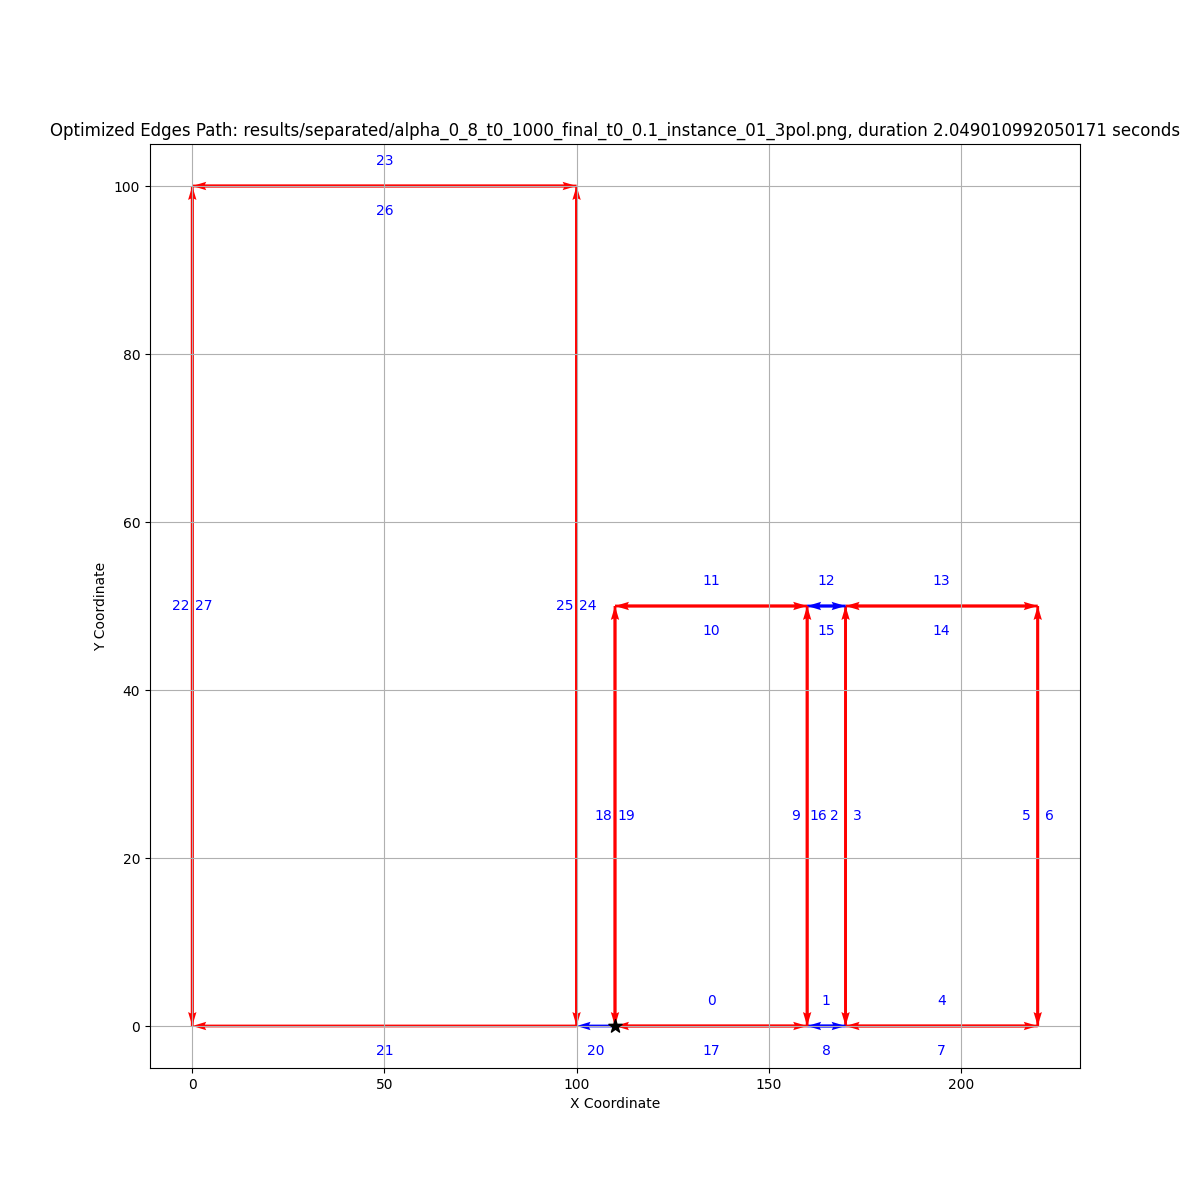 Optimized Edges Path: results/separated/alpha_0_8_t0_1000_final_t0_0.1_instance_01_3pol.png, duration 2.049010992050171 seconds
23
100
26
80
60
11 12 13
22 27 25 24
10 15 14
Y Coordinate
40
18 19 9 16 2 3 5 6
20
0 1 4
0
21 20 17 8 7
0 50 100 150 200
X Coordinate